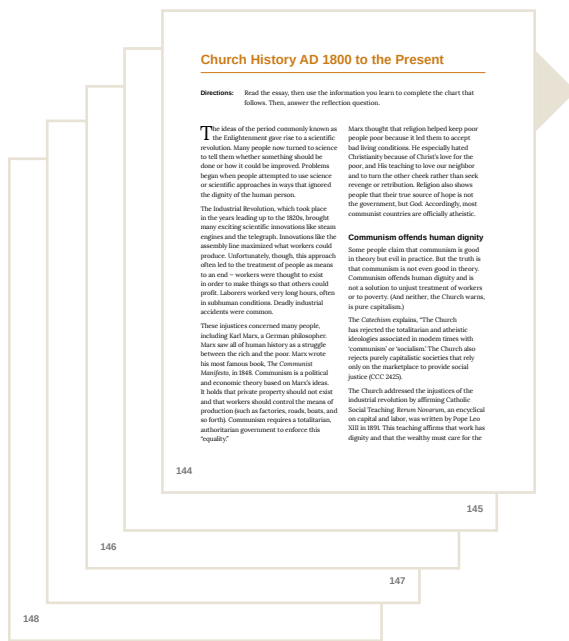 Church History AD 1800 to the Present
Directions: Read the essay, then use the information you learn to complete the chart that
follows. Then, answer the reflection question.
The ideas of the period commonly known as
the Enlightenment gave rise to a scientific
revolution. Many people now turned to science
to tell them whether something should be
done or how it could be improved. Problems
began when people attempted to use science
or scientific approaches in ways that ignored
the dignity of the human person.
The Industrial Revolution, which took place
in the years leading up to the 1820s, brought
many exciting scientific innovations like steam
engines and the telegraph. Innovations like the
assembly line maximized what workers could
produce. Unfortunately, though, this approach
often led to the treatment of people as means
to an end – workers were thought to exist
in order to make things so that others could
profit. Laborers worked very long hours, often
in subhuman conditions. Deadly industrial
accidents were common.
These injustices concerned many people,
including Karl Marx, a German philosopher.
Marx saw all of human history as a struggle
between the rich and the poor. Marx wrote
his most famous book, The Communist
Manifesto, in 1848. Communism is a political
and economic theory based on Marx's ideas.
It holds that private property should not exist
and that workers should control the means of
production (such as factories, roads, boats, and
so forth). Communism requires a totalitarian,
authoritarian government to enforce this
"equality."
Marx thought that religion helped keep poor
people poor because it led them to accept
bad living conditions. He especially hated
Christianity because of Christ's love for the
poor, and His teaching to love our neighbor
and to turn the other cheek rather than seek
revenge or retribution. Religion also shows
people that their true source of hope is not
the government, but God. Accordingly, most
communist countries are officially atheistic.
Communism offends human dignity
Some people claim that communism is good
in theory but evil in practice. But the truth is
that communism is not even good in theory.
Communism offends human dignity and is
not a solution to unjust treatment of workers
or to poverty. (And neither, the Church warns,
is pure capitalism.)
The Catechism explains, "The Church
has rejected the totalitarian and atheistic
ideologies associated in modern times with
'communism' or 'socialism.' The Church also
rejects purely capitalistic societies that rely
only on the marketplace to provide social
justice (CCC 2425).
The Church addressed the injustices of the
industrial revolution by affirming Catholic
Social Teaching. Rerum Novarum, an encyclical
on capital and labor, was written by Pope Leo
XIII in 1891. This teaching affirms that work has
dignity and that the wealthy must care for the
144
145
146
147
148